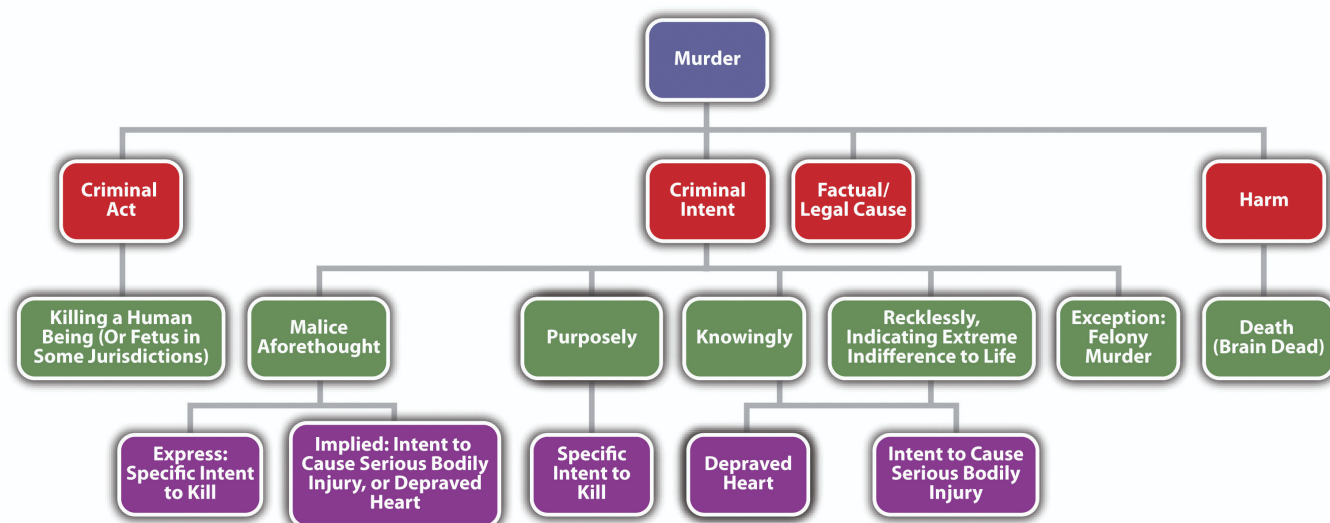 Murder
Criminal
Act
Criminal
Intent
Factual/
Legal Cause
Harm
Killing a Human
Being (Or Fetus in
Some Jurisdictions)
Malice
Aforethought
Purposely
Knowingly
Recklessly,
Indicating Extreme
Indifference to Life
Exception:
Felony
Murder
Death
(Brain Dead)
Express:
Specific Intent
to Kill
Implied: Intent to
Cause Serious Bodily
Injury, or Depraved
Heart
Specific
Intent to
Kill
Depraved
Heart
Intent to Cause
Serious Bodily
Injury